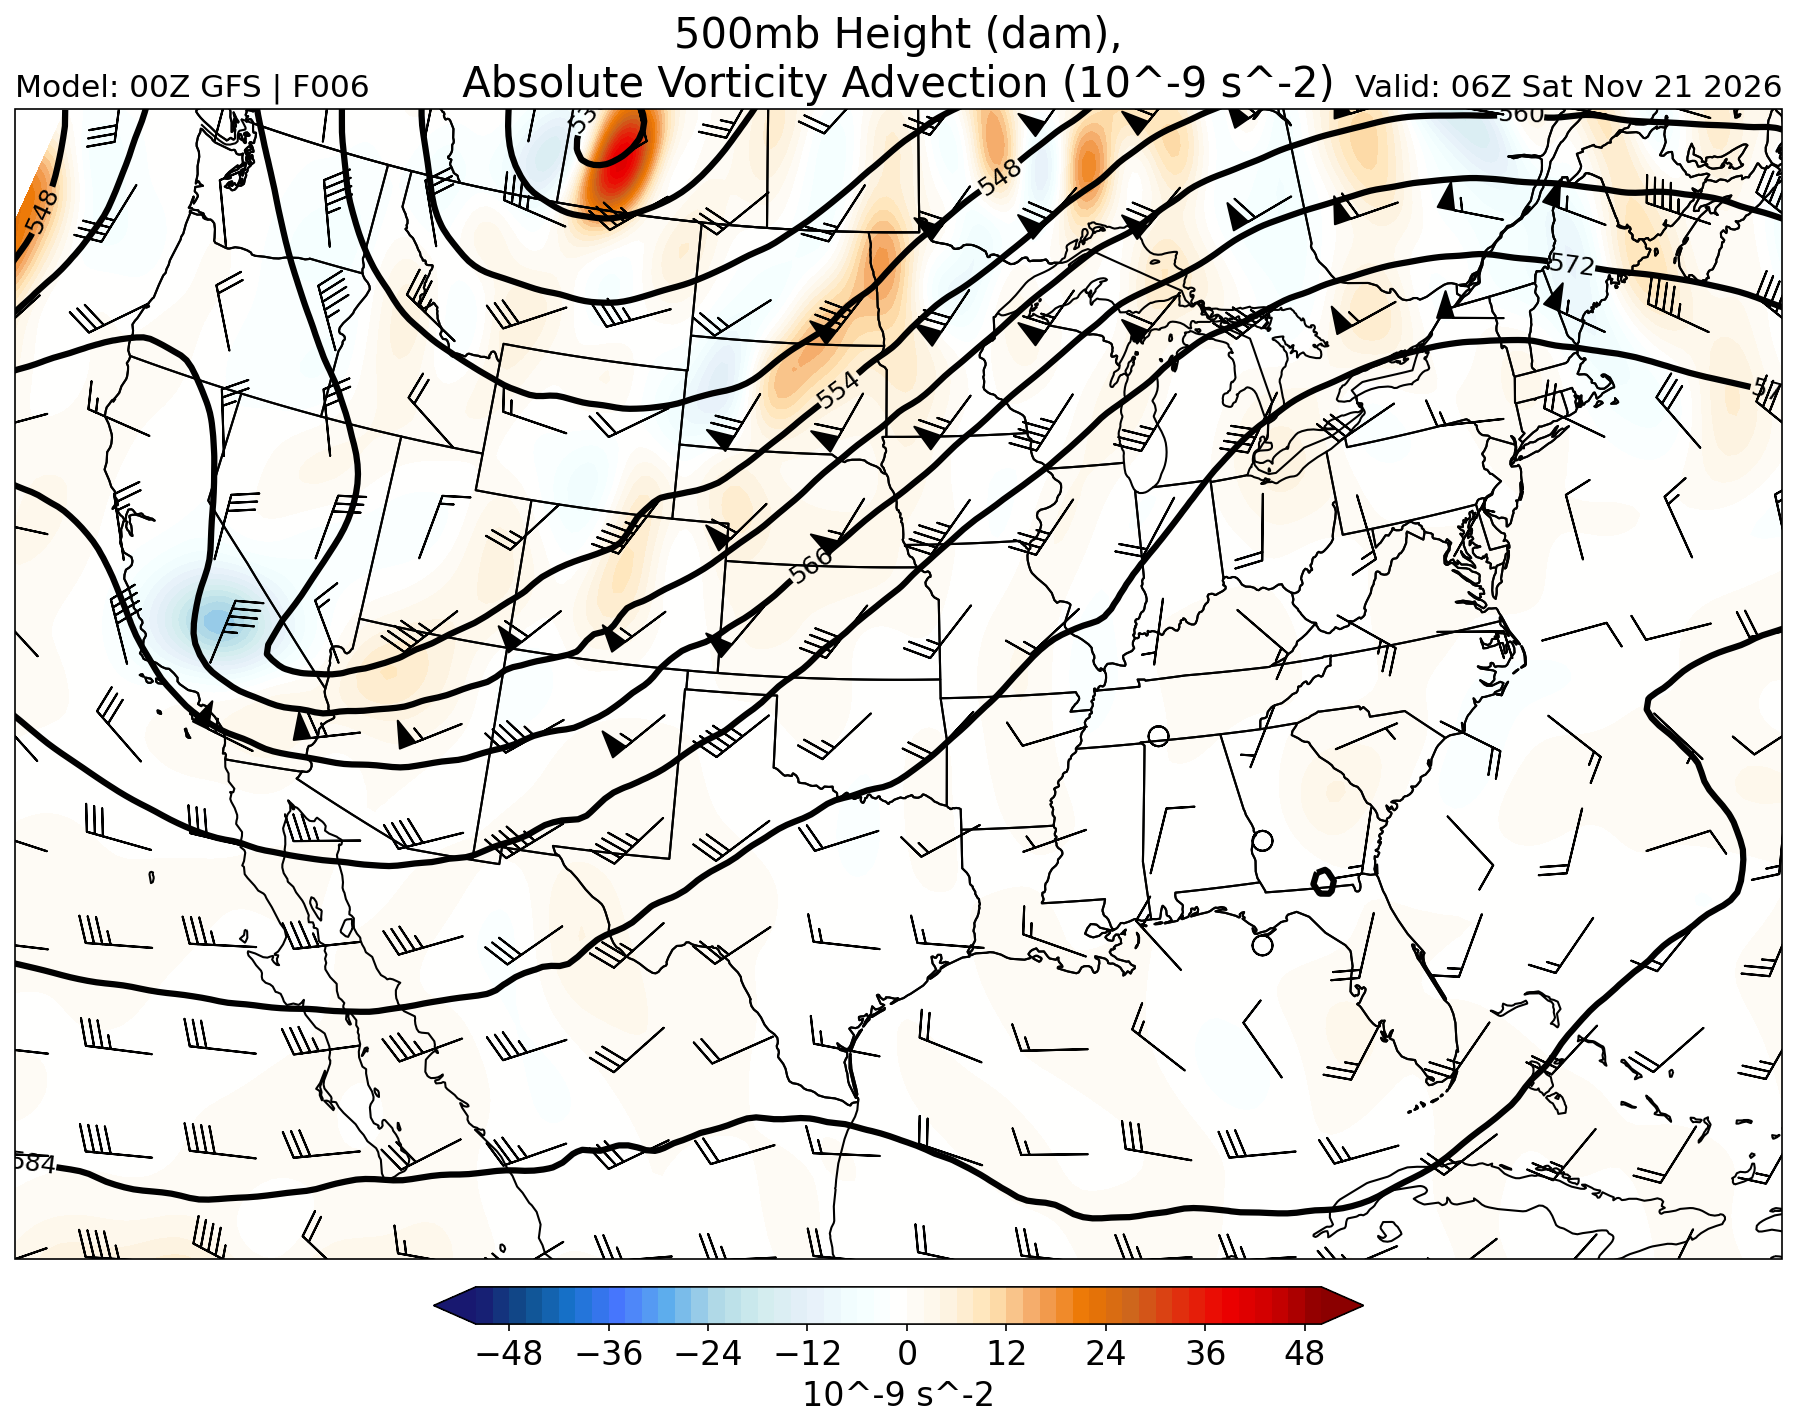 500mb Height (dam),
Model: 00Z GFS | F006
Absolute Vorticity Advection (10^-9 s^-2)
Valid: 06Z Sat Nov 21 2026
560
548
548
572
554
566
584
−48 −36 −24 −12 0 12 24 36 48
10^-9 s^-2